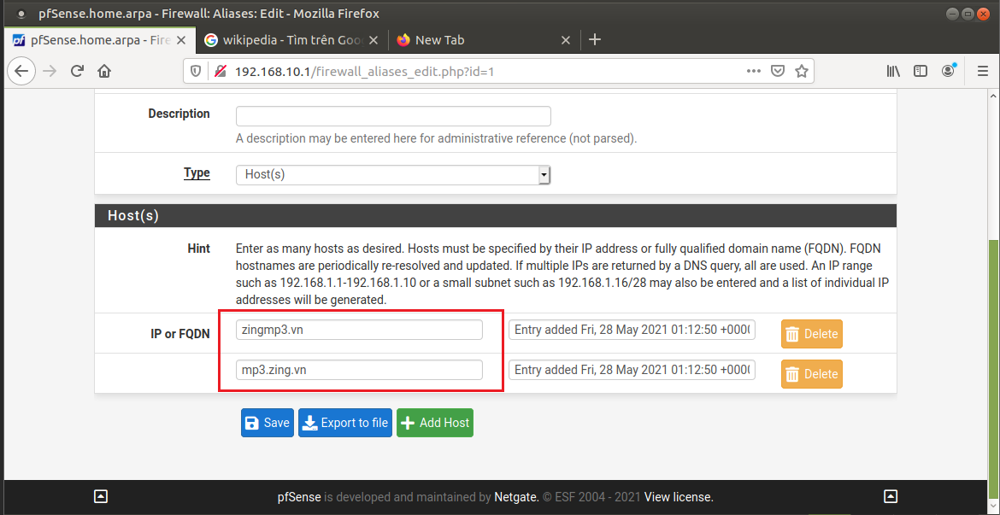 pfSense.home.arpa - Firewall: Aliases: Edit - Mozilla Firefox
pfSense.home.arpa - Fire
wikipedia - Tìm trên Goo
New Tab
192.168.10.1/firewall_aliases_edit.php?id=1
Description
A description may be entered here for administrative reference (not parsed).
Type
Host(s)
Host(s)
Hint
Enter as many hosts as desired. Hosts must be specified by their IP address or fully qualified domain name (FQDN). FQDN
hostnames are periodically re-resolved and updated. If multiple IPs are returned by a DNS query, all are used. An IP range
such as 192.168.1.1-192.168.1.10 or a small subnet such as 192.168.1.16/28 may also be entered and a list of individual IP
addresses will be generated.
IP or FQDN
zingmp3.vn
Entry added Fri, 28 May 2021 01:12:50 +0000
Delete
mp3.zing.vn
Entry added Fri, 28 May 2021 01:12:50 +0000
Delete
Save
Export to file
Add Host
pfSense is developed and maintained by Netgate. © ESF 2004 - 2021 View license.